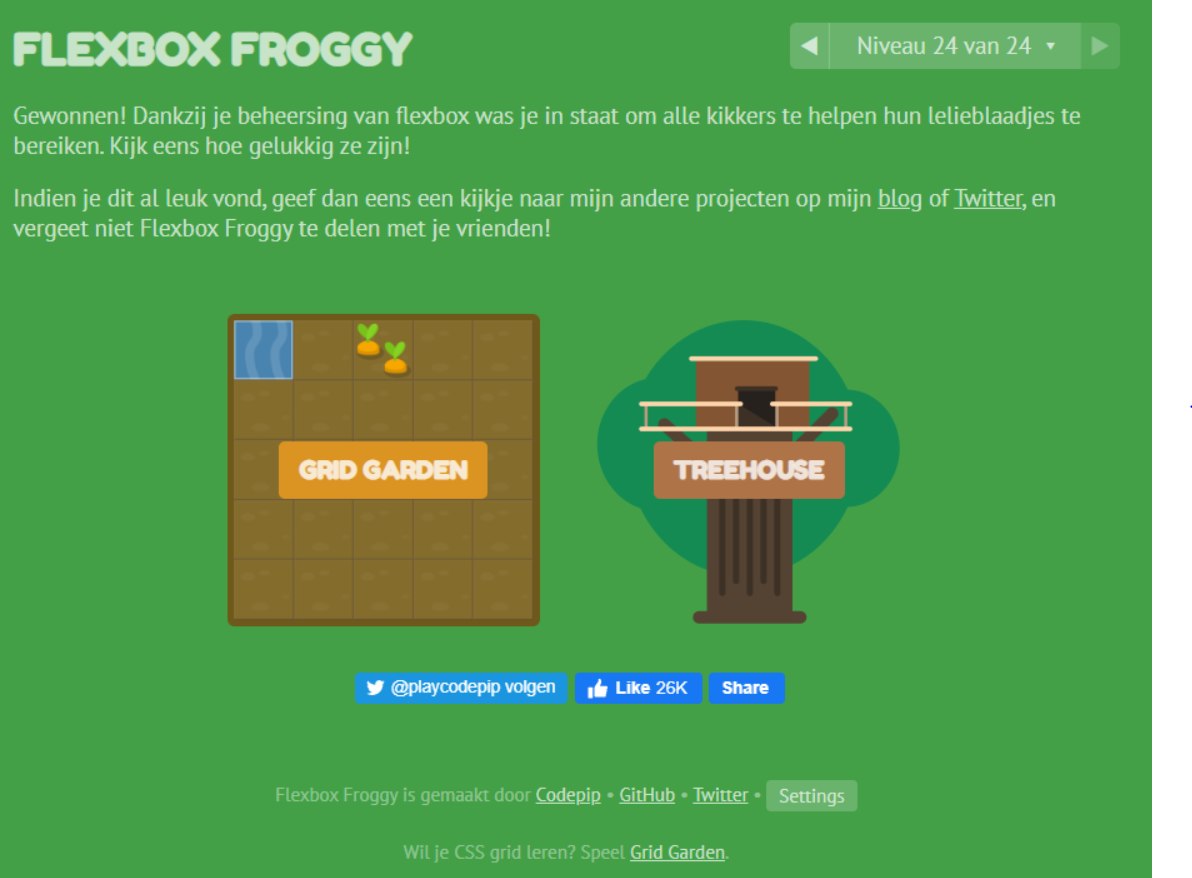 FLEXBOX FROGGY
Niveau 24 van 24
Gewonnen! Dankzij je beheersing van flexbox was je in staat om alle kikkers te helpen hun lelieblaadjes te
bereiken. Kijk eens hoe gelukkig ze zijn!
Indien je dit al leuk vond, geef dan eens een kijkje naar mijn andere projecten op mijn blog of Twitter, en
vergeet niet Flexbox Froggy te delen met je vrienden!
GRID GARDEN
TREEHOUSE
@playcodepip volgen
Like 26K
Share
Flexbox Froggy is gemaakt door Codepip • GitHub • Twitter • Settings
Wil je CSS grid leren? Speel Grid Garden.